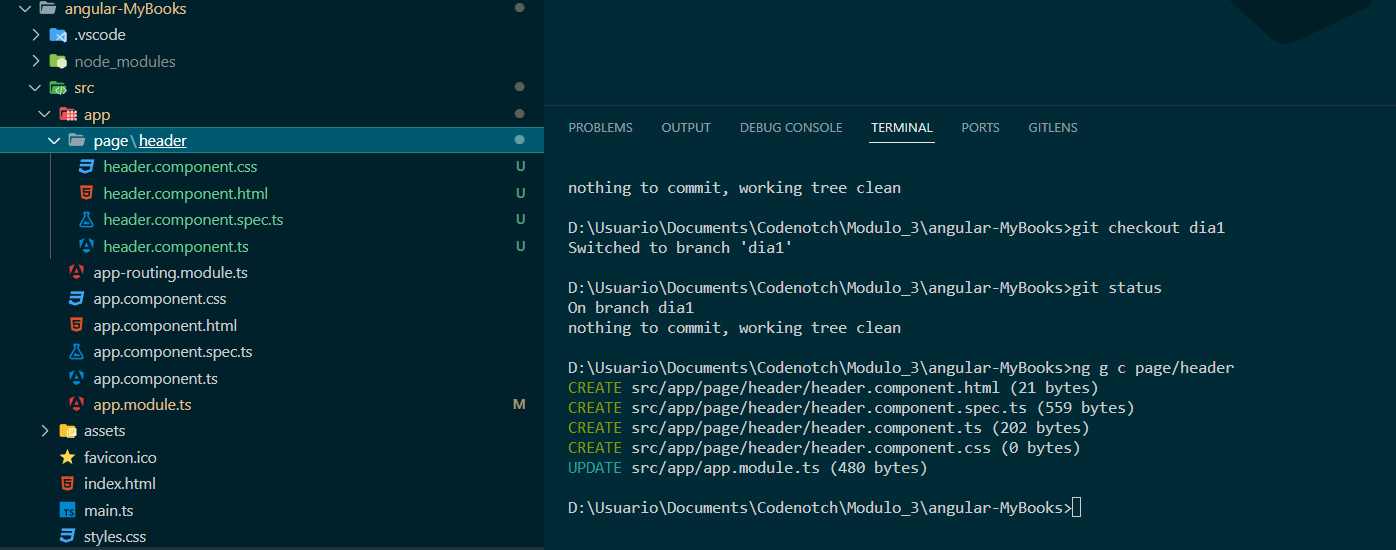 angular-MyBooks
.vscode
node_modules
src
app
page\header
header.component.css U
header.component.html U
header.component.spec.ts U
header.component.ts U
app-routing.module.ts
app.component.css
app.component.html
app.component.spec.ts
app.component.ts
app.module.ts M
assets
favicon.ico
index.html
main.ts
styles.css
PROBLEMS OUTPUT DEBUG CONSOLE TERMINAL PORTS GITLENS
nothing to commit, working tree clean
D:\Usuario\Documents\Codenotch\Modulo_3\angular-MyBooks>git checkout dia1
Switched to branch 'dia1'
D:\Usuario\Documents\Codenotch\Modulo_3\angular-MyBooks>git status
On branch dia1
nothing to commit, working tree clean
D:\Usuario\Documents\Codenotch\Modulo_3\angular-MyBooks>ng g c page/header
CREATE src/app/page/header/header.component.html (21 bytes)
CREATE src/app/page/header/header.component.spec.ts (559 bytes)
CREATE src/app/page/header/header.component.ts (202 bytes)
CREATE src/app/page/header/header.component.css (0 bytes)
UPDATE src/app/app.module.ts (480 bytes)
D:\Usuario\Documents\Codenotch\Modulo_3\angular-MyBooks>